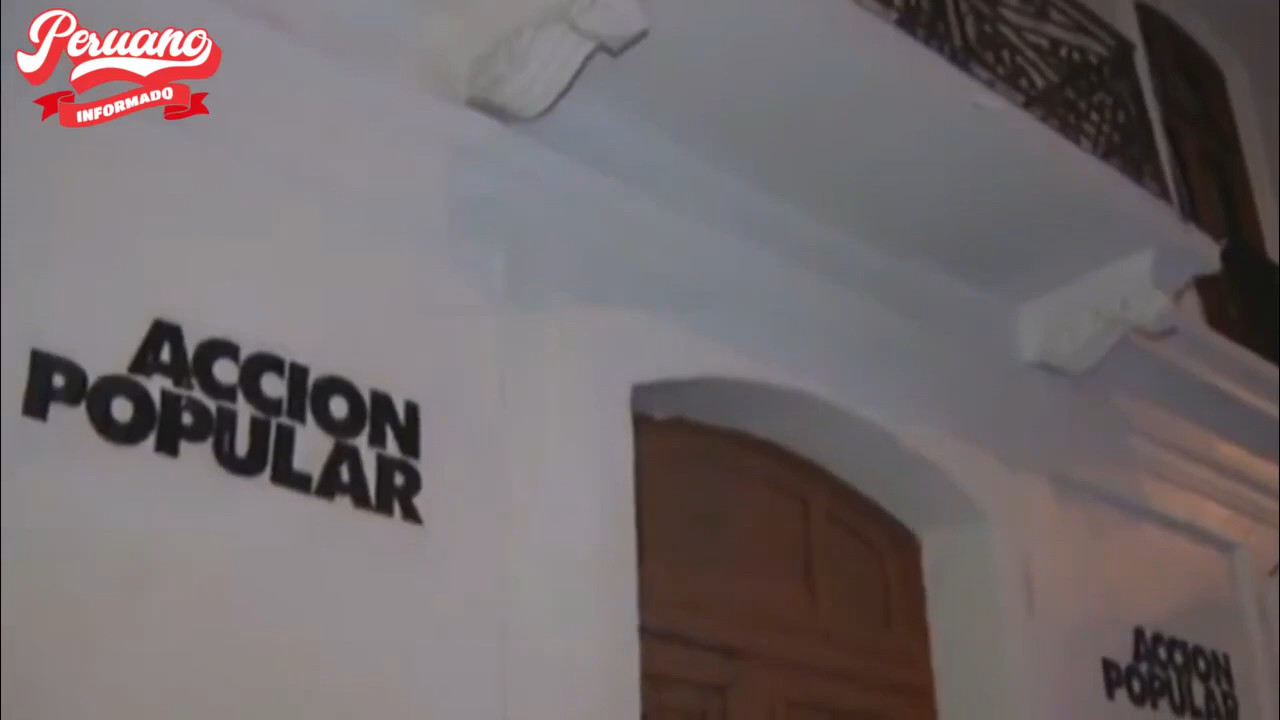 Peruano
INFORMADO
ACCION
POPULAR
ACCION
POPULAR